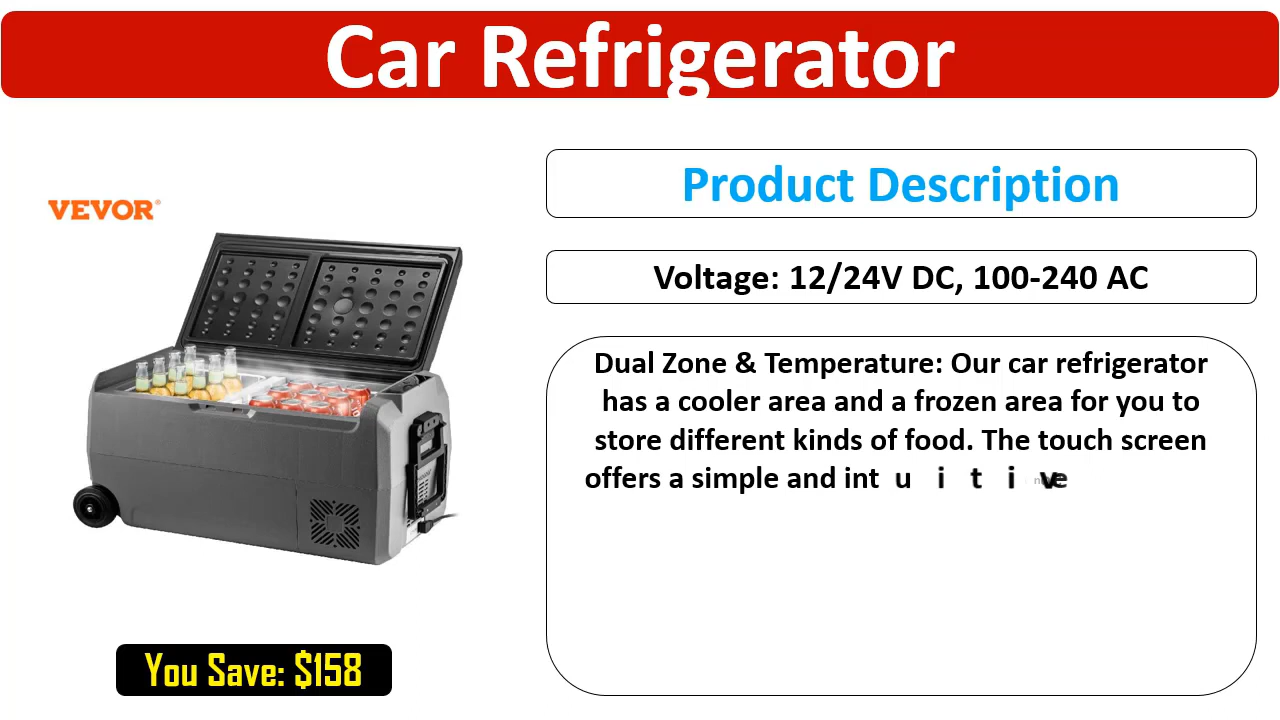 Car Refrigerator
Product Description
VEVOR®
Voltage: 12/24V DC, 100-240 AC
Dual Zone & Temperature: Our car refrigerator
has a cooler area and a frozen area for you to
store different kinds of food. The touch screen
offers a simple and intuitive
You Save: $158